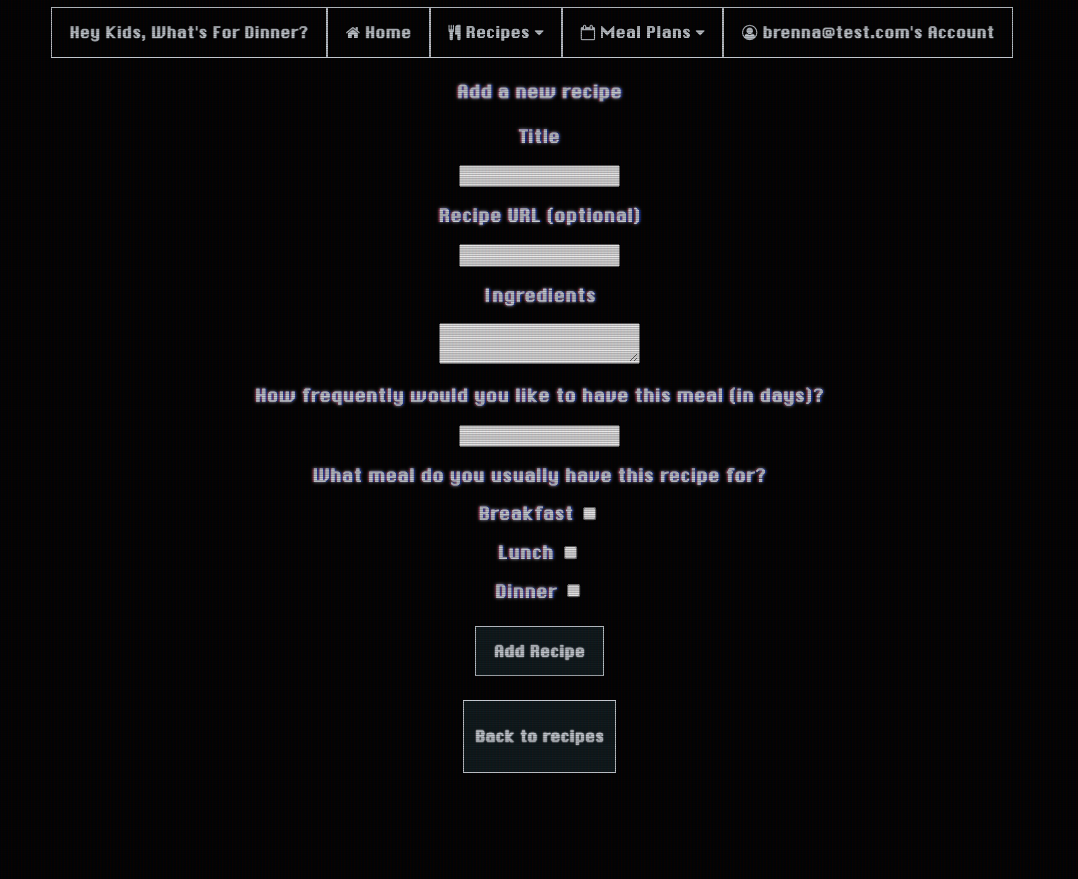 Hey Kids, What's For Dinner?
Home
Recipes
Meal Plans
brenna@test.com's Account
Add a new recipe
Title
Recipe URL (optional)
Ingredients
How frequently would you like to have this meal (in days)?
What meal do you usually have this recipe for?
Breakfast
Lunch
Dinner
Add Recipe
Back to recipes